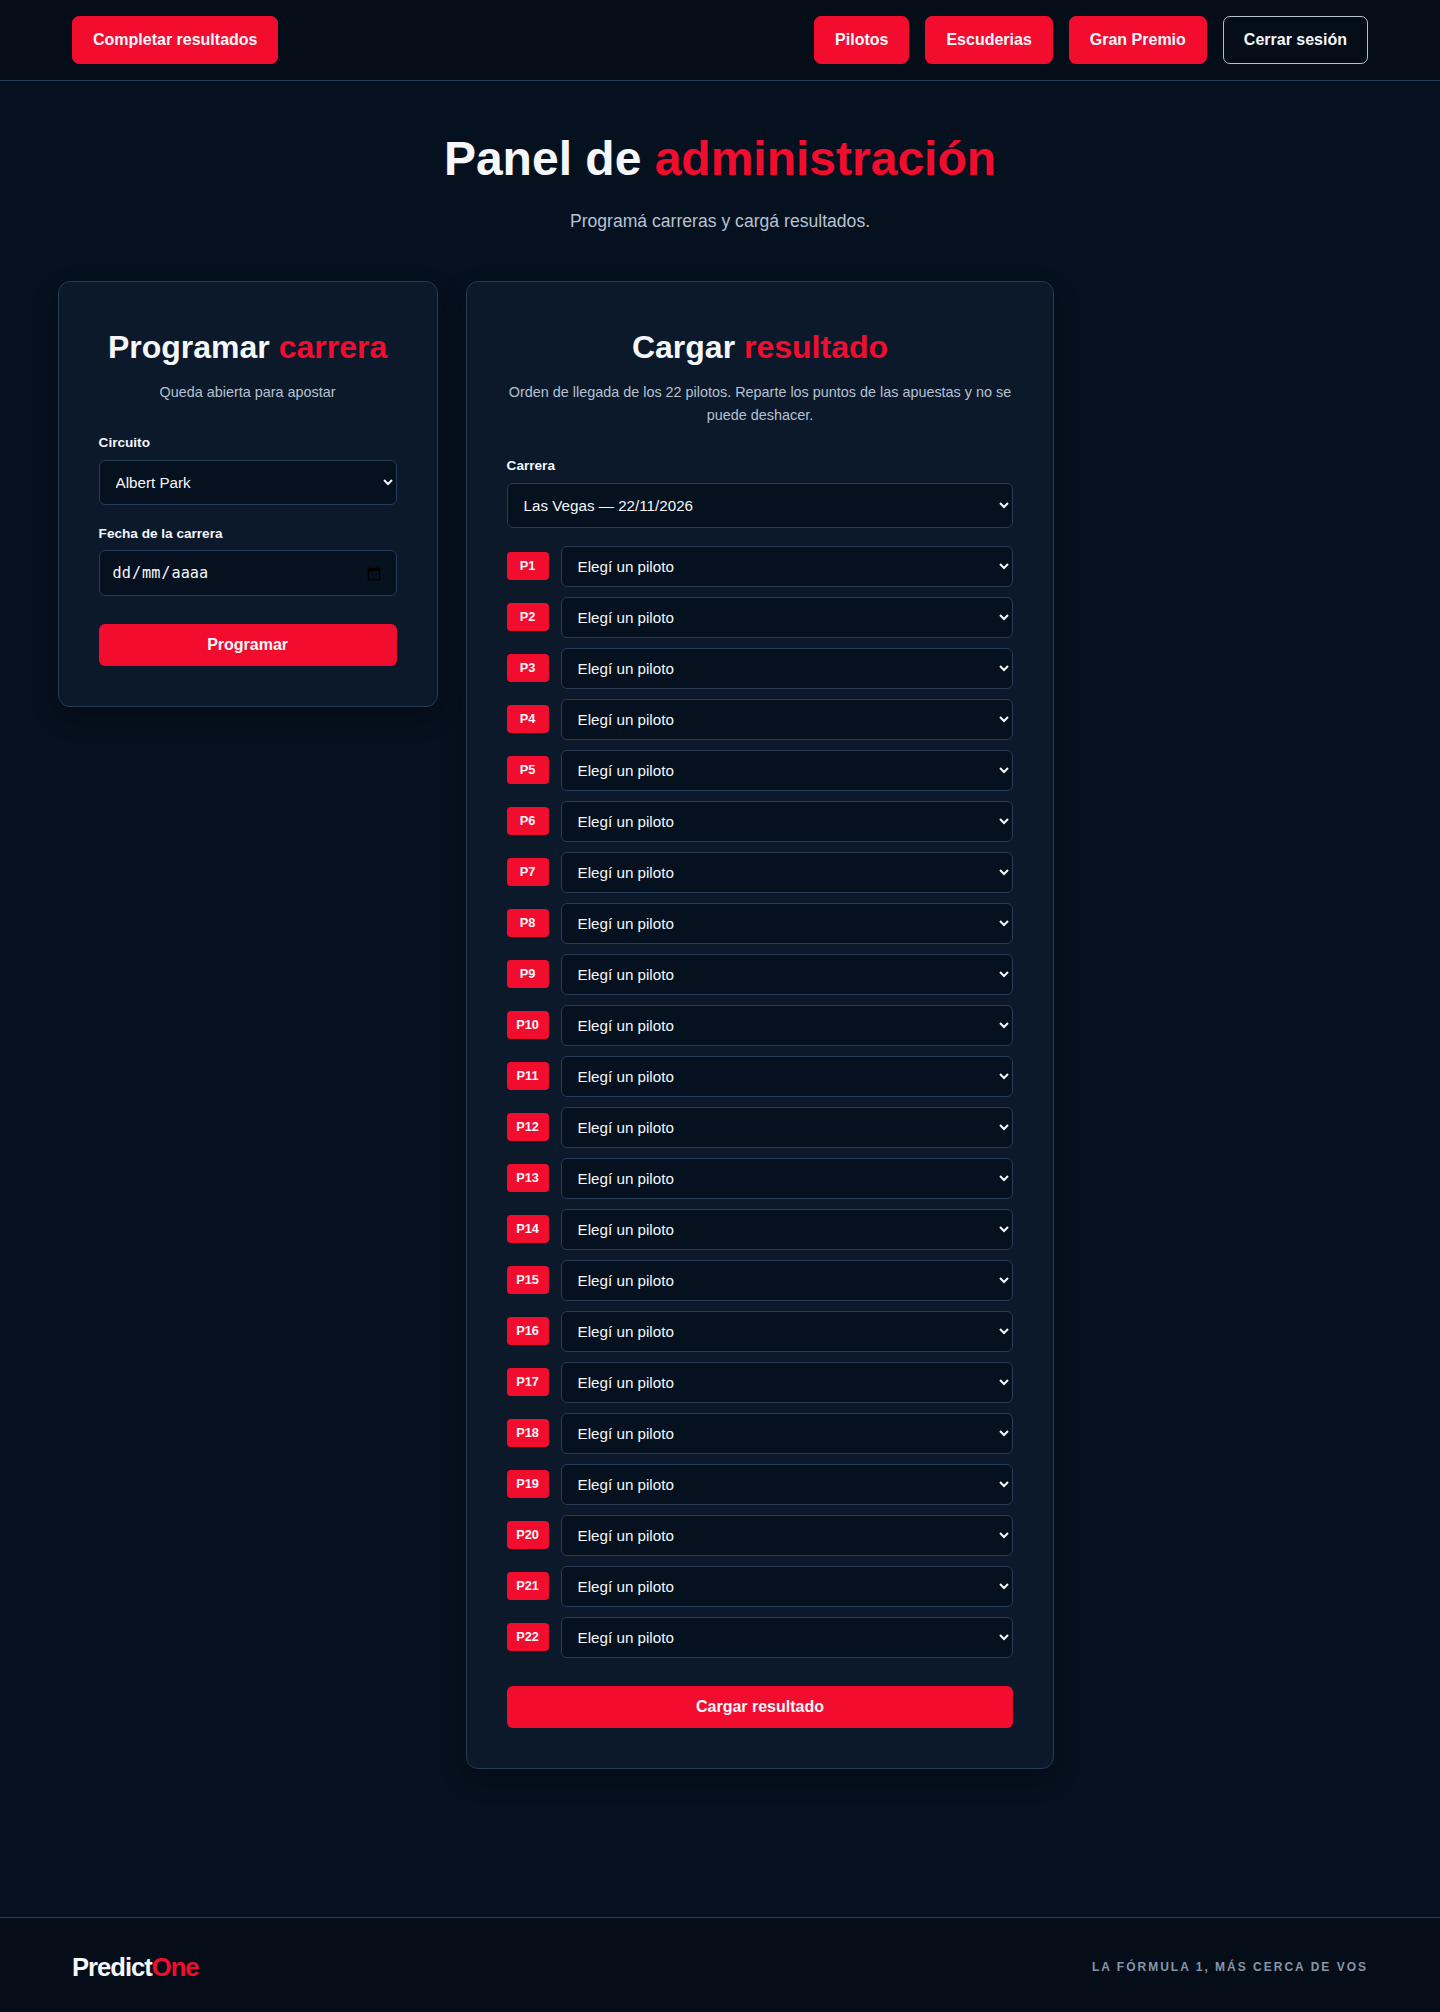 Completar resultados
Pilotos
Escuderias
Gran Premio
Cerrar sesión
Panel de administración
Programá carreras y cargá resultados.
Programar carrera
Queda abierta para apostar
Circuito
Albert Park
Fecha de la carrera
dd/mm/aaaa
Programar
Cargar resultado
Orden de llegada de los 22 pilotos. Reparte los puntos de las apuestas y no se
puede deshacer.
Carrera
Las Vegas — 22/11/2026
P1 Elegí un piloto
P2 Elegí un piloto
P3 Elegí un piloto
P4 Elegí un piloto
P5 Elegí un piloto
P6 Elegí un piloto
P7 Elegí un piloto
P8 Elegí un piloto
P9 Elegí un piloto
P10 Elegí un piloto
P11 Elegí un piloto
P12 Elegí un piloto
P13 Elegí un piloto
P14 Elegí un piloto
P15 Elegí un piloto
P16 Elegí un piloto
P17 Elegí un piloto
P18 Elegí un piloto
P19 Elegí un piloto
P20 Elegí un piloto
P21 Elegí un piloto
P22 Elegí un piloto
Cargar resultado
PredictOne
LA FÓRMULA 1, MÁS CERCA DE VOS